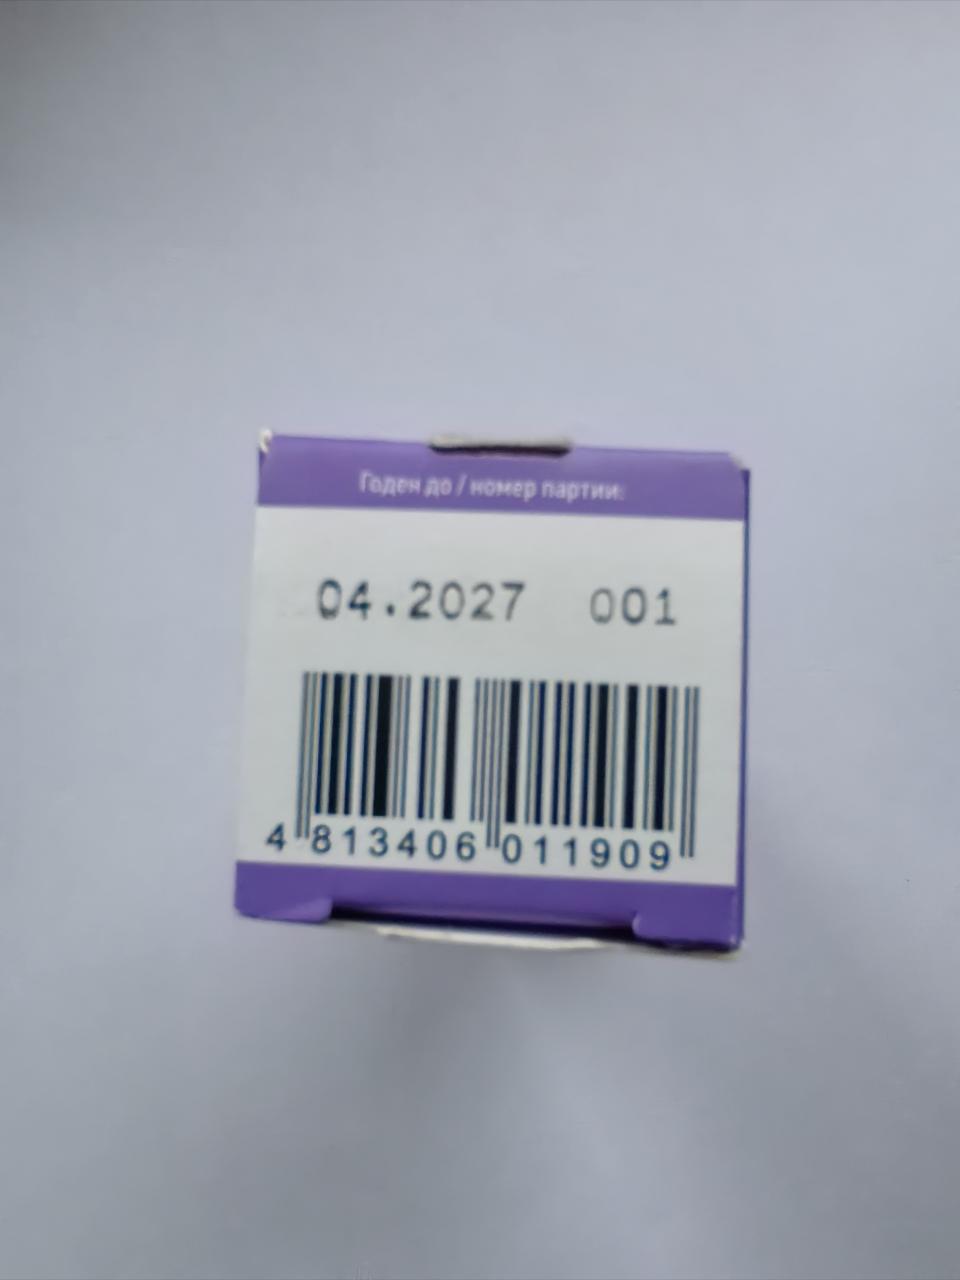 Годен до / номер партии:
04.2027 001
4 813406 011909